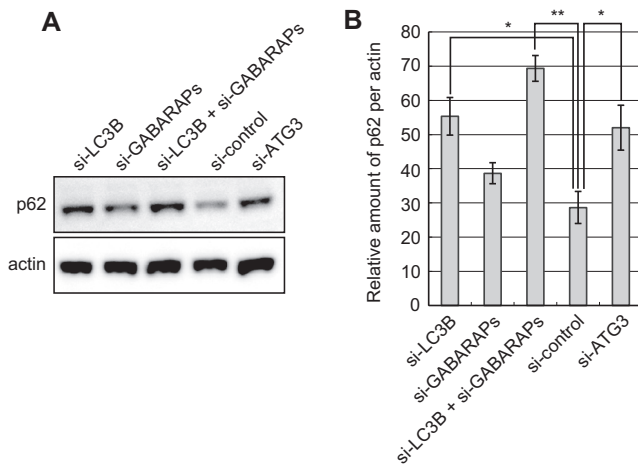 A
si-LC3B
si-GABARAPs
si-LC3B + si-GABARAPs
si-control
si-ATG3
p62
actin
B
*
**
*
Relative amount of p62 per actin
80
70
60
50
40
30
20
10
0
si-LC3B
si-GABARAPs
si-LC3B + si-GABARAPs
si-control
si-ATG3